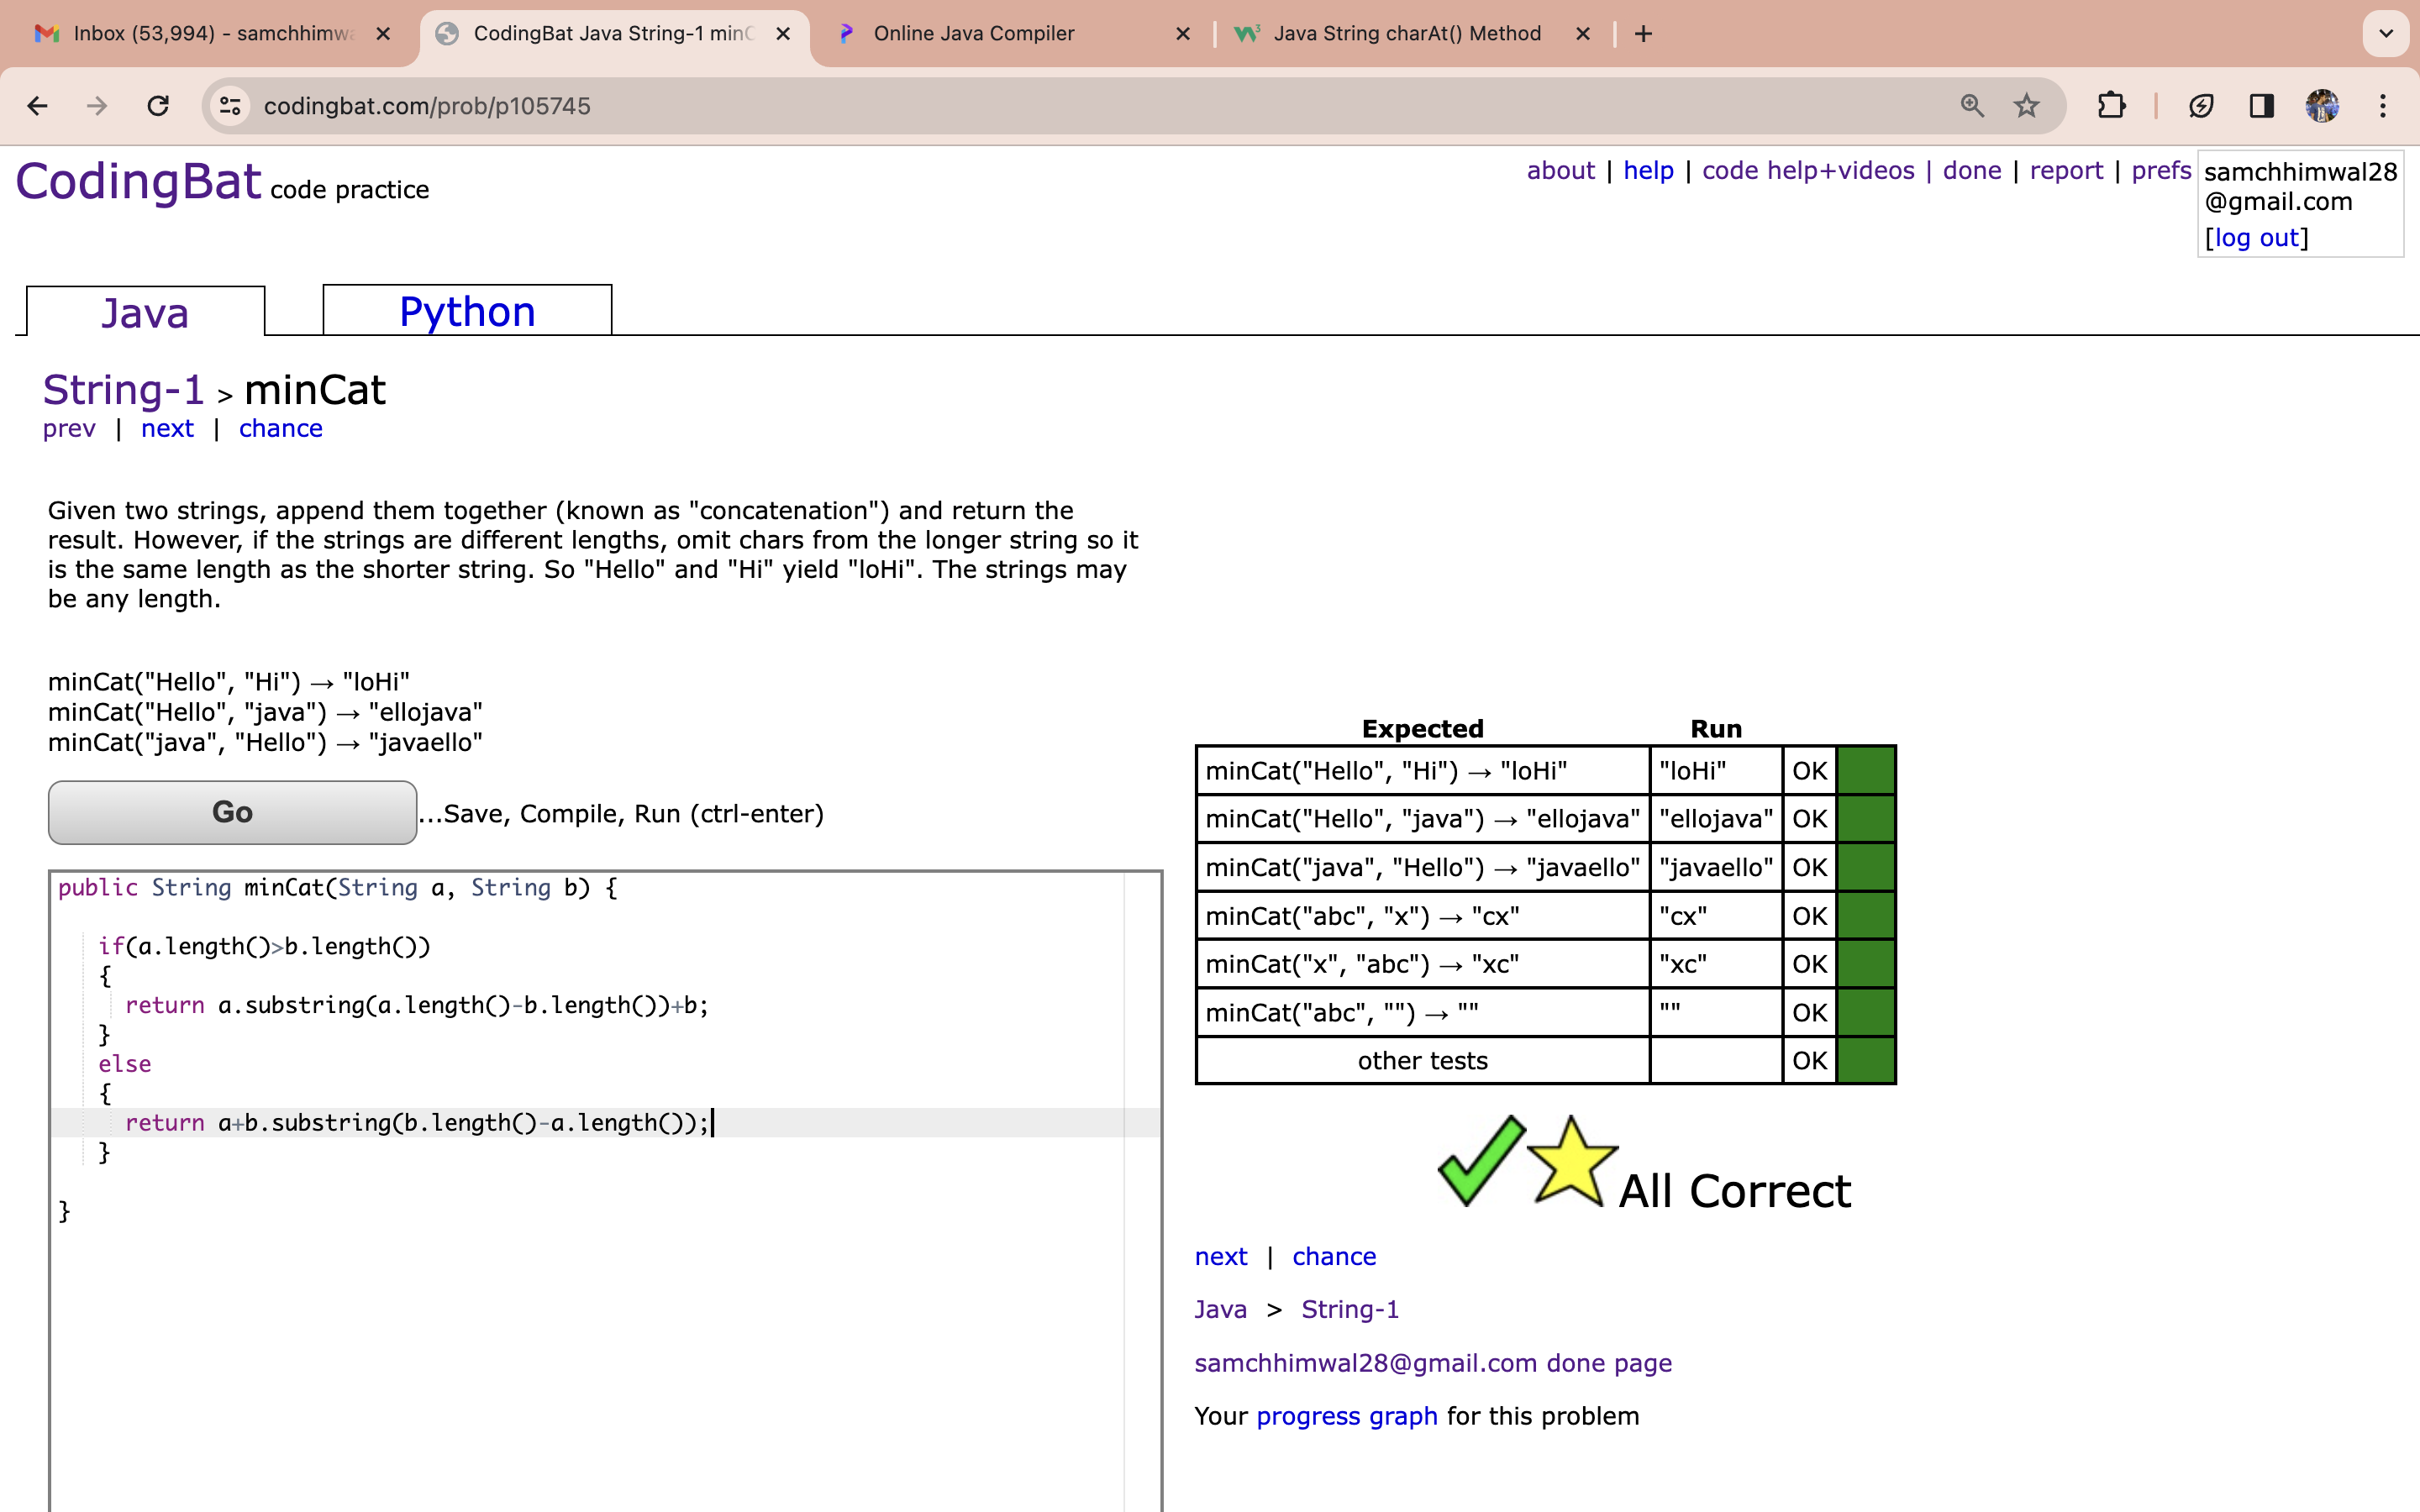 Inbox (53,994) - samchhimwa
CodingBat Java String-1 minC
Online Java Compiler
Java String charAt() Method
codingbat.com/prob/p105745
CodingBat code practice
about | help | code help+videos | done | report | prefs
samchhimwal28
@gmail.com
[log out]
Java
Python
String-1 > minCat
prev | next | chance
Given two strings, append them together (known as "concatenation") and return the
result. However, if the strings are different lengths, omit chars from the longer string so it
is the same length as the shorter string. So "Hello" and "Hi" yield "loHi". The strings may
be any length.
minCat("Hello", "Hi") → "loHi"
minCat("Hello", "java") → "ellojava"
minCat("java", "Hello") → "javaello"
Go
...Save, Compile, Run (ctrl-enter)
public String minCat(String a, String b) {
if(a.length()>b.length())
{
return a.substring(a.length()-b.length())+b;
}
else
{
return a+b.substring(b.length()-a.length());
}
}
Expected Run
minCat("Hello", "Hi") → "loHi" "loHi" OK
minCat("Hello", "java") → "ellojava" "ellojava" OK
minCat("java", "Hello") → "javaello" "javaello" OK
minCat("abc", "x") → "cx" "cx" OK
minCat("x", "abc") → "xc" "xc" OK
minCat("abc", "") → "" "" OK
other tests OK
All Correct
next | chance
Java > String-1
samchhimwal28@gmail.com done page
Your progress graph for this problem